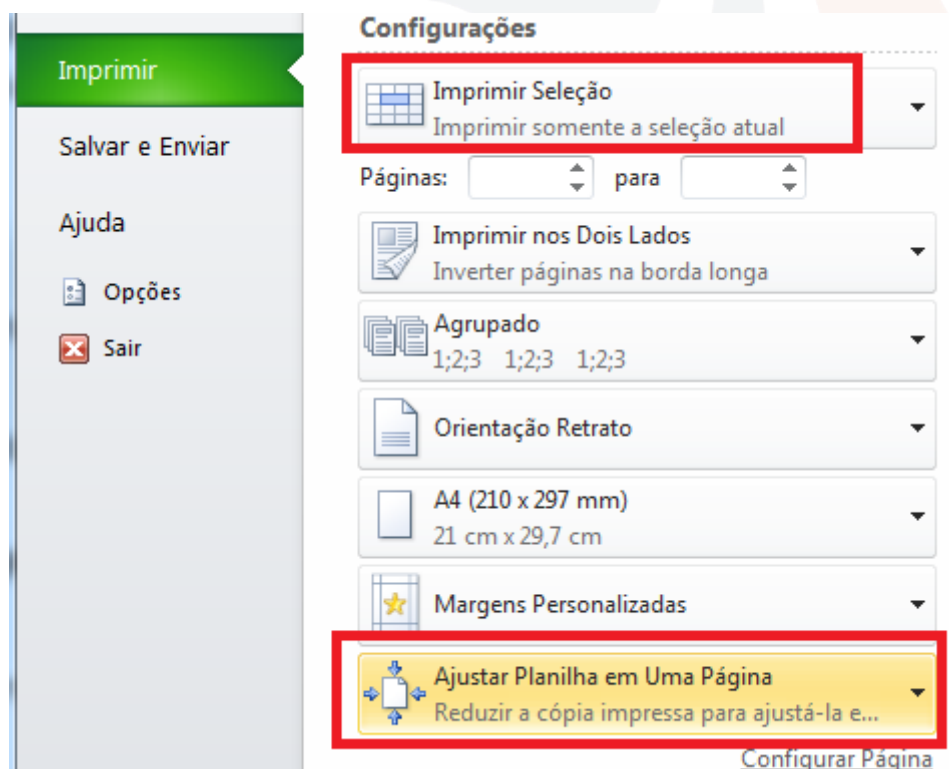 Imprimir
Salvar e Enviar
Ajuda
Opções
Sair
Configurações
Imprimir Seleção
Imprimir somente a seleção atual
Páginas: para
Imprimir nos Dois Lados
Inverter páginas na borda longa
Agrupado
1;2;3 1;2;3 1;2;3
Orientação Retrato
A4 (210 x 297 mm)
21 cm x 29,7 cm
Margens Personalizadas
Ajustar Planilha em Uma Página
Reduzir a cópia impressa para ajustá-la e...
Configurar Página